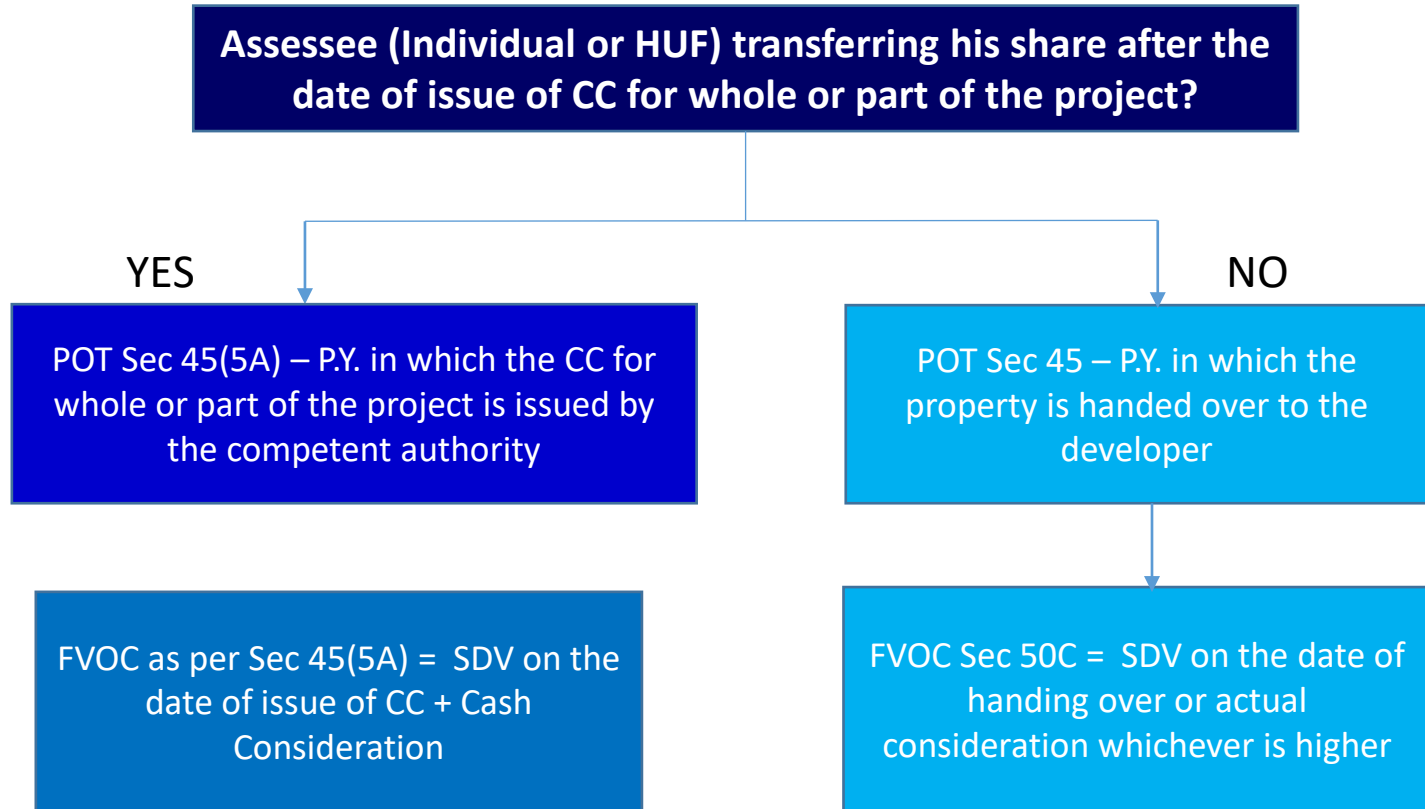 Assessee (Individual or HUF) transferring his share after the
date of issue of CC for whole or part of the project?
YES
NO
POT Sec 45(5A) – P.Y. in which the CC for
whole or part of the project is issued by
the competent authority
POT Sec 45 – P.Y. in which the
property is handed over to the
developer
FVOC as per Sec 45(5A) = SDV on the
date of issue of CC + Cash
Consideration
FVOC Sec 50C = SDV on the date of
handing over or actual
consideration whichever is higher